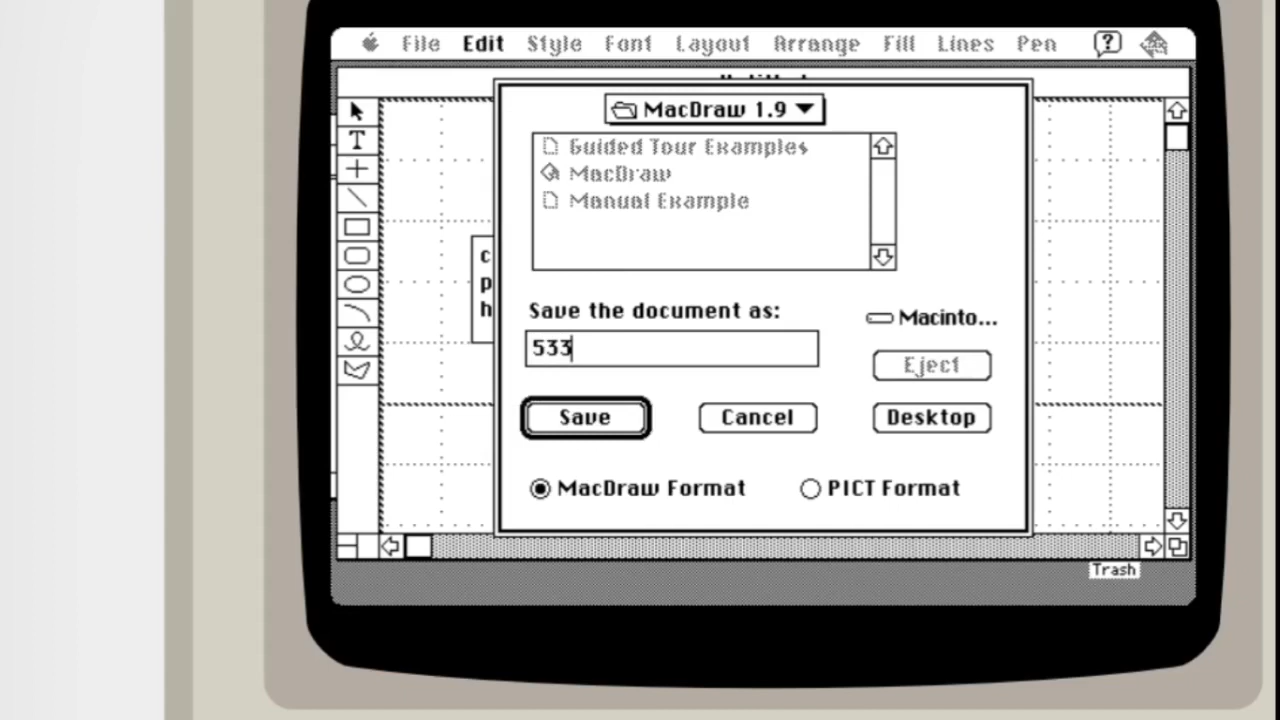 File Edit Style Font Layout Arrange Fill Lines Pen
MacDraw 1.9
Guided Tour Examples
MacDraw
Manual Example
c
p
h
Save the document as:
533
Macinto...
Eject
Save Cancel Desktop
MacDraw Format PICT Format
Trash